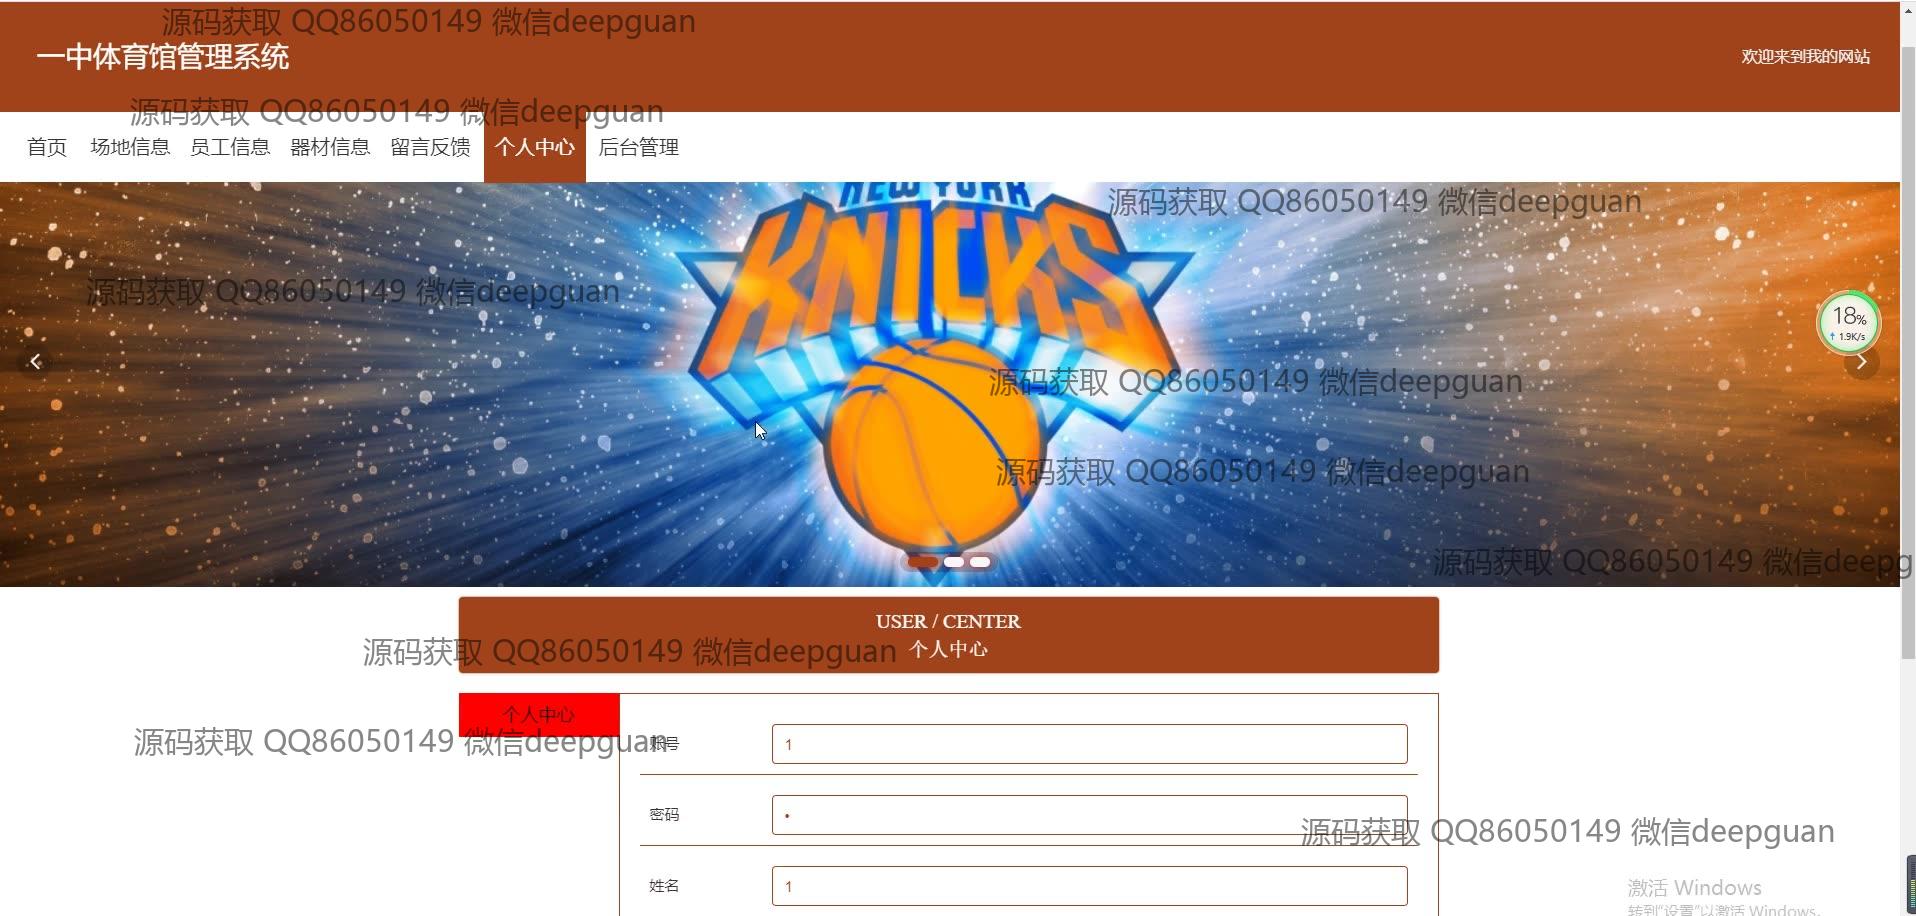 源码获取 QQ86050149 微信deepguan
一中体育馆管理系统
欢迎来到我的网站
源码获取 QQ86050149 微信deepguan
首页 场地信息 员工信息 器材信息 留言反馈 个人中心 后台管理
NEW YORK
源码获取 QQ86050149 微信deepguan
KNICKS
源码获取 QQ86050149 微信deepguan
18%
↑ 1.9K/s
源码获取 QQ86050149 微信deepguan
源码获取 QQ86050149 微信deepguan
源码获取 QQ86050149 微信deepg
USER / CENTER
个人中心
源码获取 QQ86050149 微信deepguan
个人中心
源码获取 QQ86050149 微信deepguan
账号 1
密码 •
源码获取 QQ86050149 微信deepguan
姓名 1
激活 Windows
转到"设置"以激活 Windows。